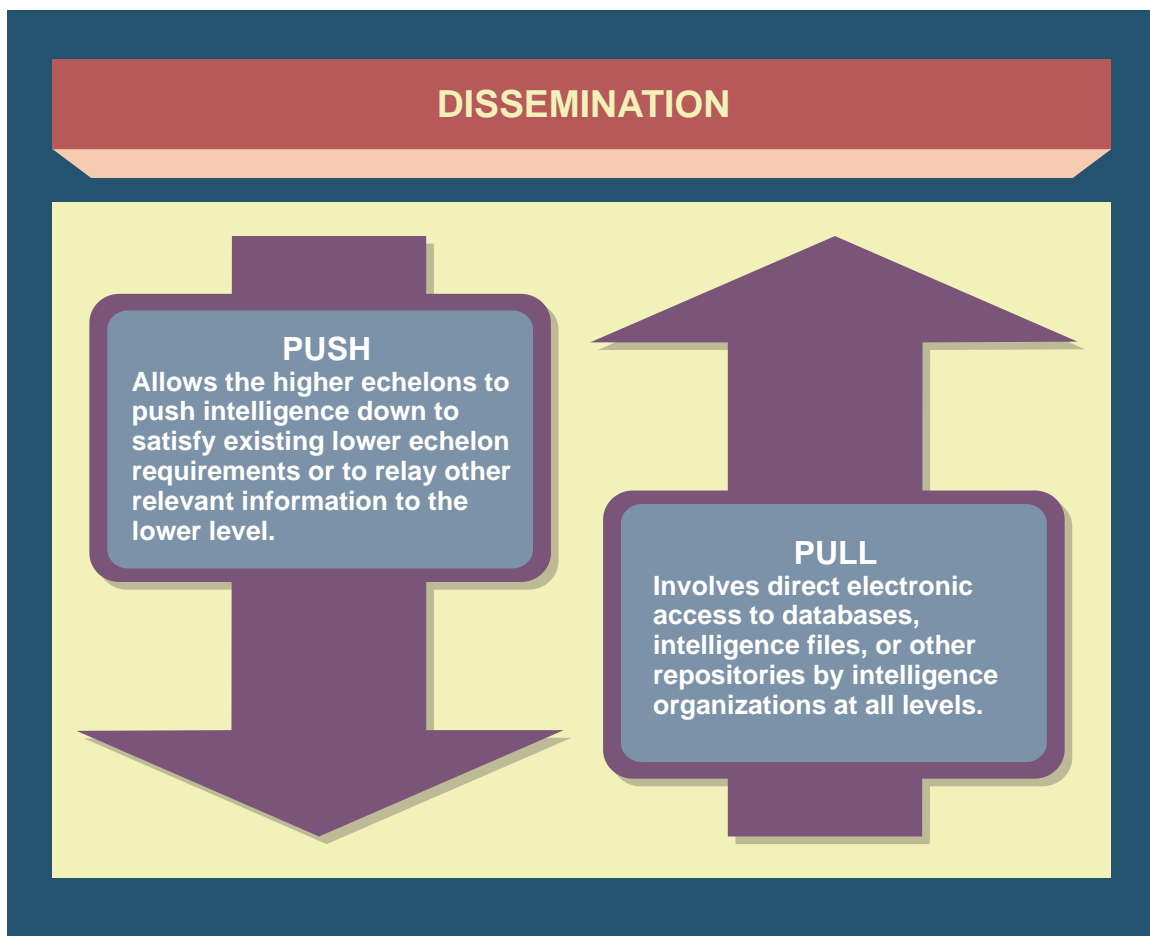 DISSEMINATION
PUSH
Allows the higher echelons to
push intelligence down to
satisfy existing lower echelon
requirements or to relay other
relevant information to the
lower level.
PULL
Involves direct electronic
access to databases,
intelligence files, or other
repositories by intelligence
organizations at all levels.